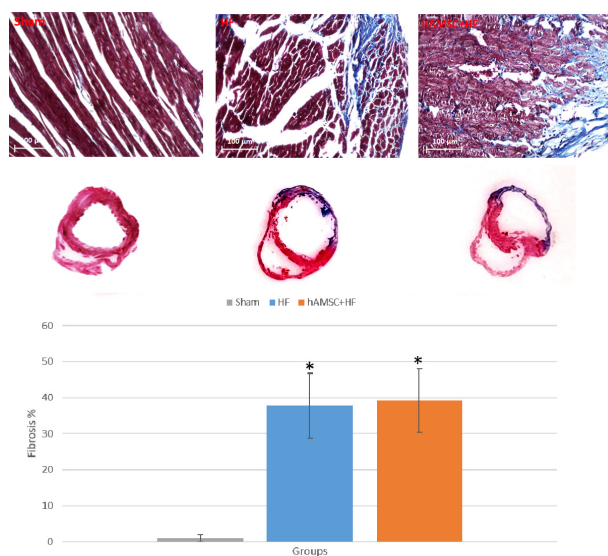 Sham
HF
hAMSC+HF
100 µm
100 µm
100 µm
Sham HF hAMSC+HF
60
50
40
30
20
10
0
Fibrosis %
*
*
Groups